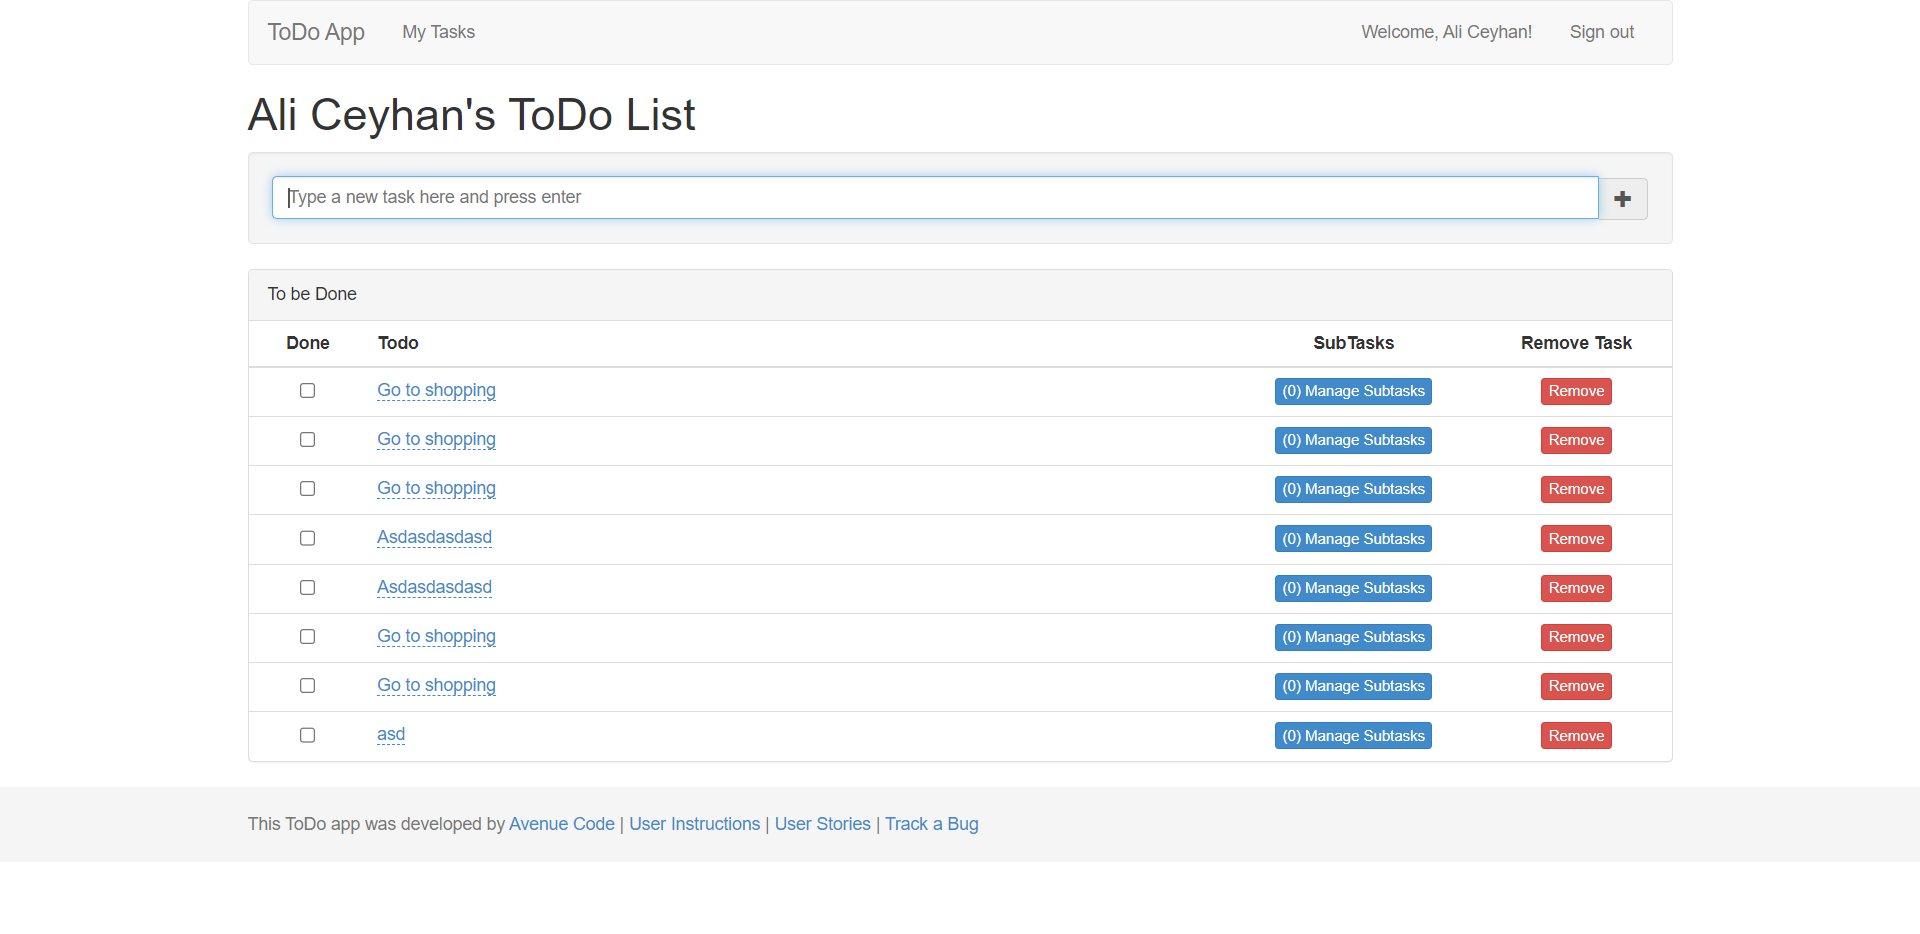 ToDo App My Tasks Welcome, Ali Ceyhan! Sign out
Ali Ceyhan's ToDo List
Type a new task here and press enter
To be Done
Done Todo SubTasks Remove Task
Go to shopping (0) Manage Subtasks Remove
Go to shopping (0) Manage Subtasks Remove
Go to shopping (0) Manage Subtasks Remove
Asdasdasdasd (0) Manage Subtasks Remove
Asdasdasdasd (0) Manage Subtasks Remove
Go to shopping (0) Manage Subtasks Remove
Go to shopping (0) Manage Subtasks Remove
asd (0) Manage Subtasks Remove
This ToDo app was developed by Avenue Code | User Instructions | User Stories | Track a Bug